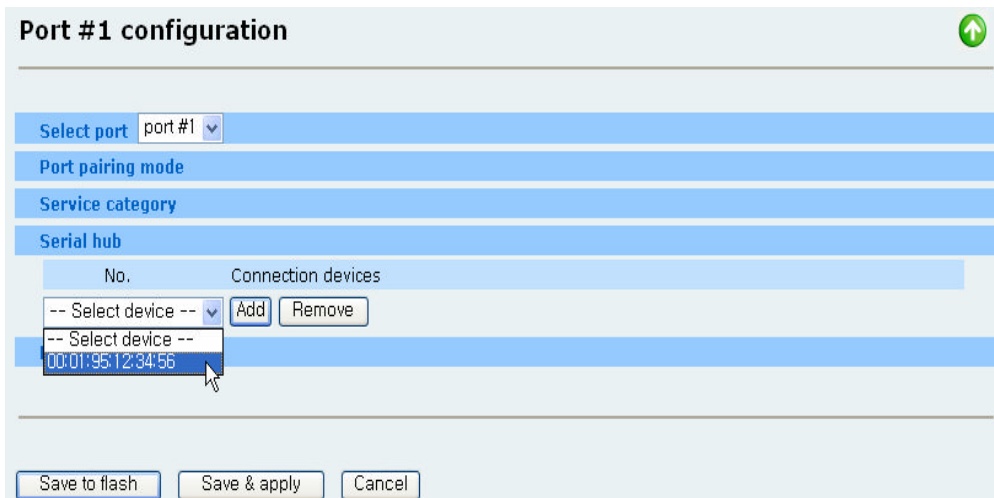 Port #1 configuration
Select port port #1
Port pairing mode
Service category
Serial hub
No. Connection devices
-- Select device -- Add Remove
-- Select device --
00:01:95:12:34:56
Save to flash Save & apply Cancel